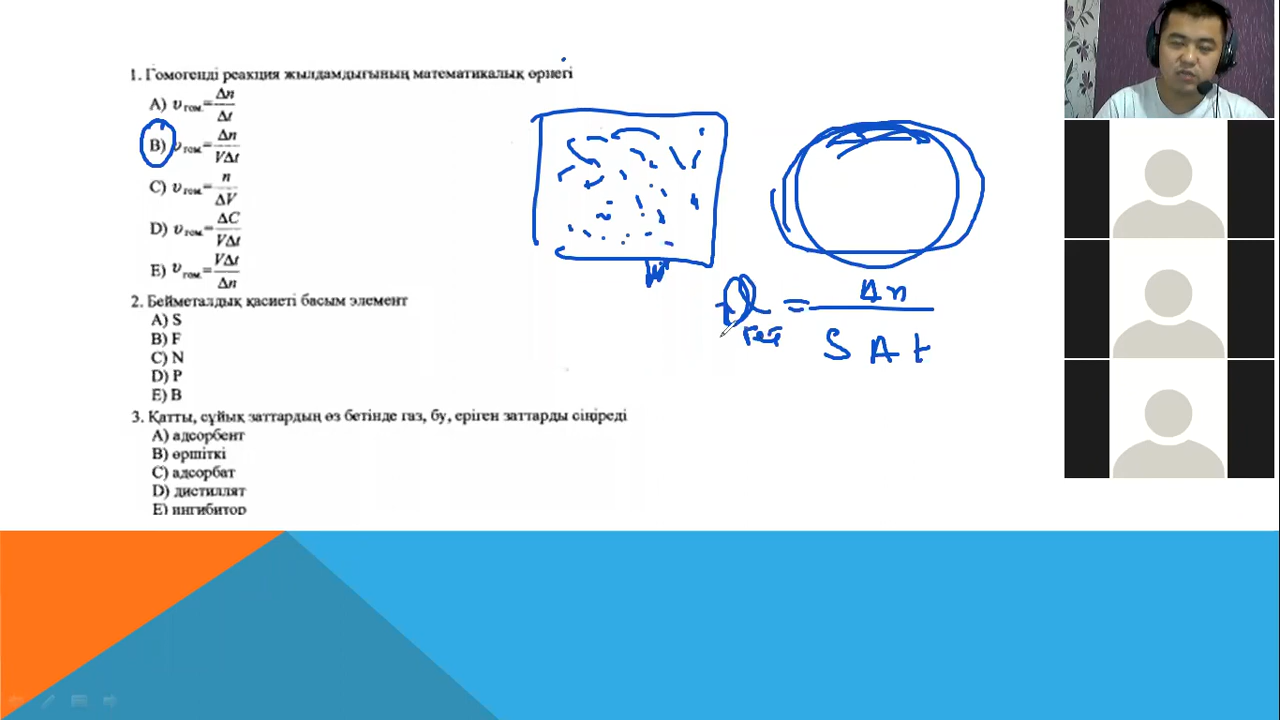 1. Гомогенді реакция жылдамдығының математикалық өрнегі
A) υгом.=Δn/Δt
B) υгом.=Δn/VΔt
C) υгом.=n/ΔV
D) υгом.=ΔC/VΔt
E) υгом.=VΔt/Δn
2. Бейметалдық қасиеті басым элемент
A) S
B) F
C) N
D) P
E) B
3. Қатты, сұйық заттардың өз бетінде газ, бу, еріген заттарды сіңіреді
A) адсорбент
B) өршіткі
C) адсорбат
D) дистиллят
E) ингибитор
υгет = Δn/SΔt